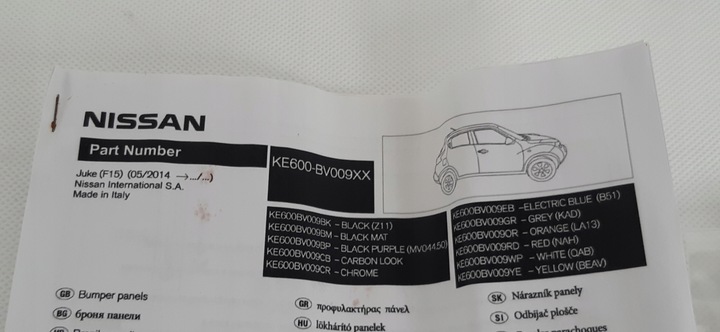 NISSAN
Part Number
KE600-BV009XX
Juke (F15) (05/2014 →.../...)
Nissan International S.A.
Made in Italy
KE600BV009BK – BLACK (Z11)
KE600BV009BM – BLACK MAT
KE600BV009BP – BLACK PURPLE (MV04450)
KE600BV009CB – CARBON LOOK
KE600BV009CR – CHROME
KE600BV009EB -ELECTRIC BLUE (B51)
KE600BV009GR – GREY (KAD)
KE600BV009OR – ORANGE (LA13)
KE600BV009RD – RED (NAH)
KE600BV009WP – WHITE (QAB)
KE600BV009YE – YELLOW (BEAV)
GB Bumper panels
BG броня панели
GR προφυλακτήρας πάνελ
HU lökhárító panelek
SK Nárazník panely
SI Odbijač plošče